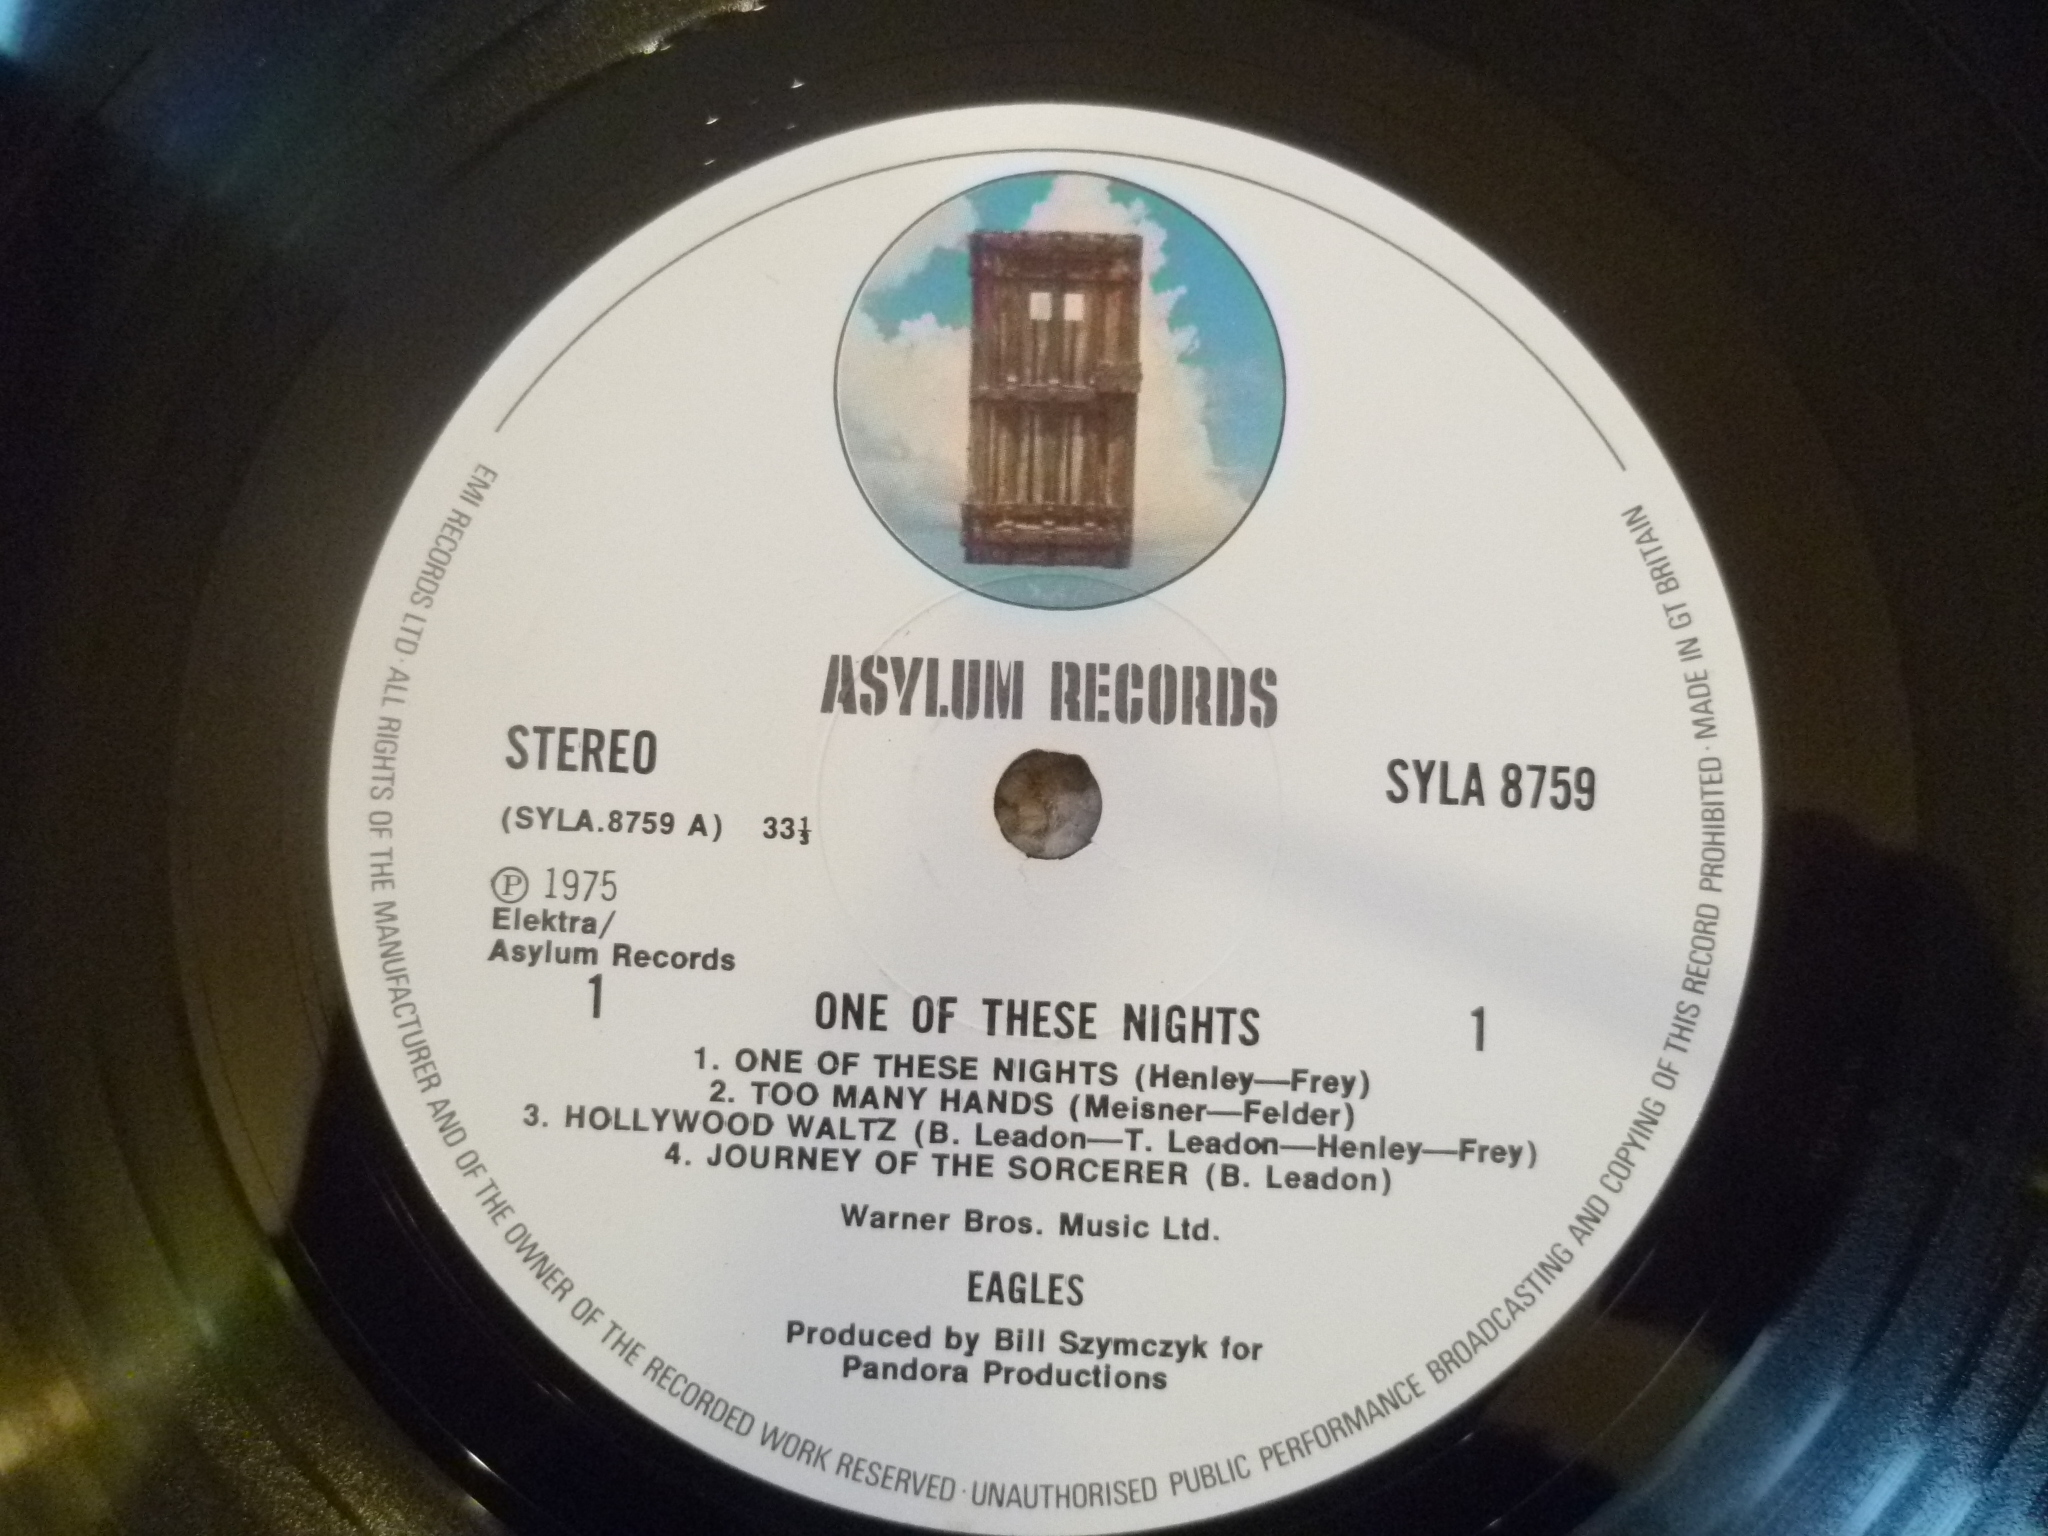 EMI RECORDS LTD · ALL RIGHTS OF THE MANUFACTURER AND OF THE OWNER OF THE RECORDED WORK RESERVED · UNAUTHORISED PUBLIC PERFORMANCE BROADCASTING AND COPYING OF THIS RECORD PROHIBITED · MADE IN GT BRITAIN
ASYLUM RECORDS
STEREO
SYLA 8759
(SYLA.8759 A) 33⅓
Ⓟ 1975
Elektra/
Asylum Records
1 ONE OF THESE NIGHTS 1
1. ONE OF THESE NIGHTS (Henley—Frey)
2. TOO MANY HANDS (Meisner—Felder)
3. HOLLYWOOD WALTZ (B. Leadon—T. Leadon—Henley—Frey)
4. JOURNEY OF THE SORCERER (B. Leadon)
Warner Bros. Music Ltd.
EAGLES
Produced by Bill Szymczyk for
Pandora Productions